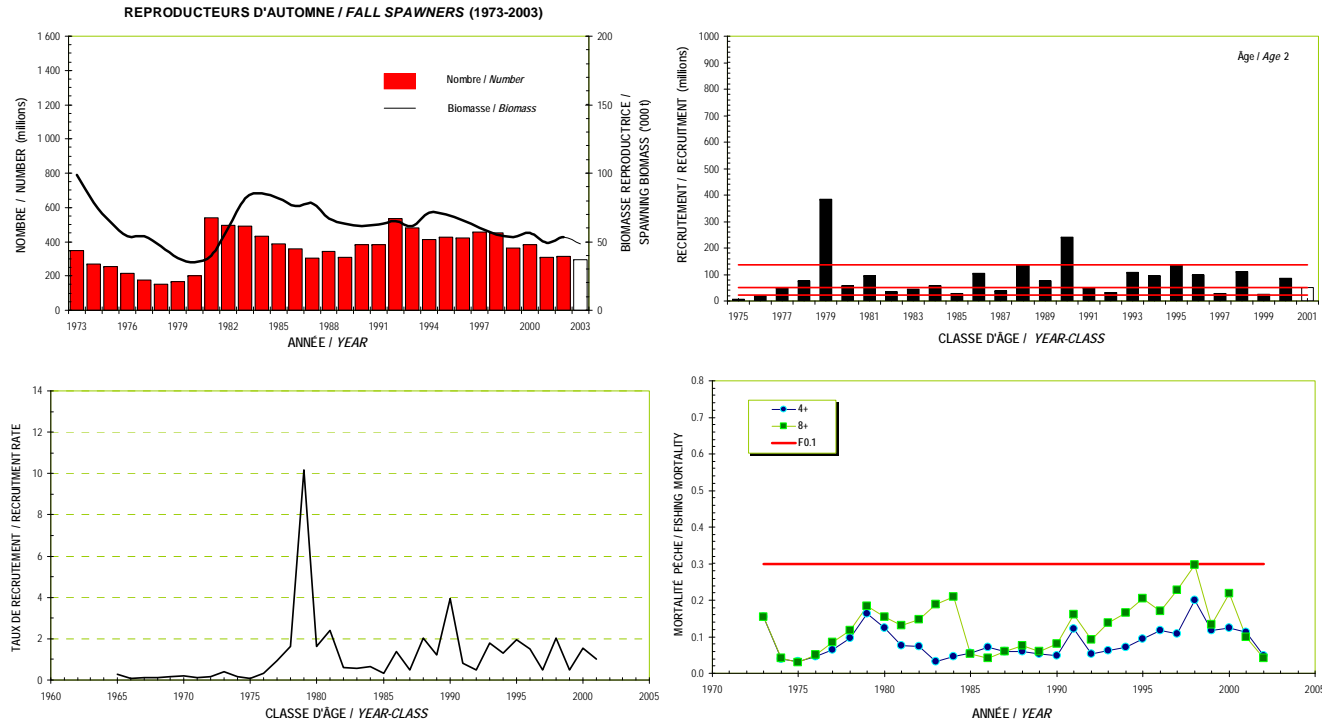 REPRODUCTEURS D'AUTOMNE / FALL SPAWNERS (1973-2003)
1 600
1 400
1 200
1 000
800
600
400
200
0
NOMBRE / NUMBER (millions)
200
150
100
50
0
BIOMASSE REPRODUCTRICE /
SPAWNING BIOMASS ('000 t)
Nombre / Number
Biomasse / Biomass
1973 1976 1979 1982 1985 1988 1991 1994 1997 2000 2003
ANNÉE / YEAR
1000
900
800
700
600
500
400
300
200
100
0
RECRUTEMENT / RECRUITMENT (millions)
Âge / Age 2
1975 1977 1979 1981 1983 1985 1987 1989 1991 1993 1995 1997 1999 2001
CLASSE D'ÂGE / YEAR-CLASS
14
12
10
8
6
4
2
0
TAUX DE RECRUTEMENT / RECRUITMENT RATE
1960 1965 1970 1975 1980 1985 1990 1995 2000 2005
CLASSE D'ÂGE / YEAR-CLASS
0.8
0.7
0.6
0.5
0.4
0.3
0.2
0.1
0.0
MORTALITÉ PÊCHE / FISHING MORTALITY
4+
8+
F0.1
1970 1975 1980 1985 1990 1995 2000 2005
ANNÉE / YEAR